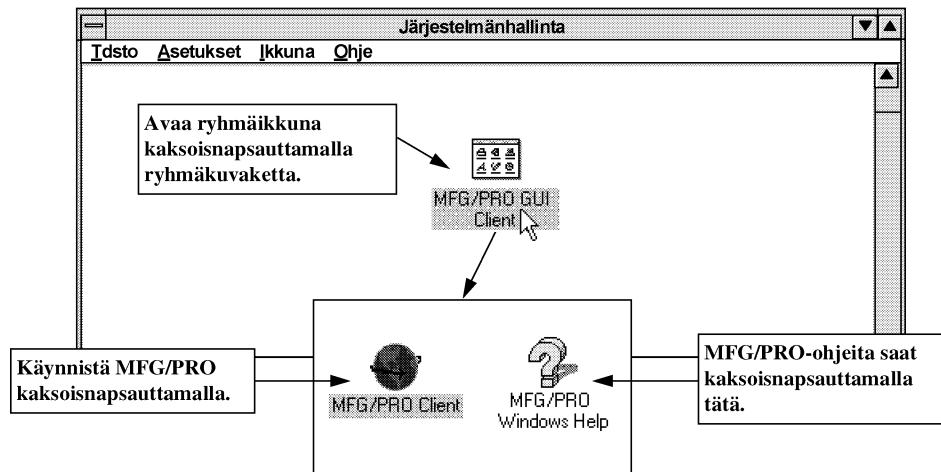 Järjestelmänhallinta
Tdsto Asetukset Ikkuna Ohje
Avaa ryhmäikkuna
kaksoisnapsauttamalla
ryhmäkuvaketta.
MFG/PRO GUI
Client
Käynnistä MFG/PRO
kaksoisnapsauttamalla.
MFG/PRO Client
MFG/PRO
Windows Help
MFG/PRO-ohjeita saat
kaksoisnapsauttamalla
tätä.